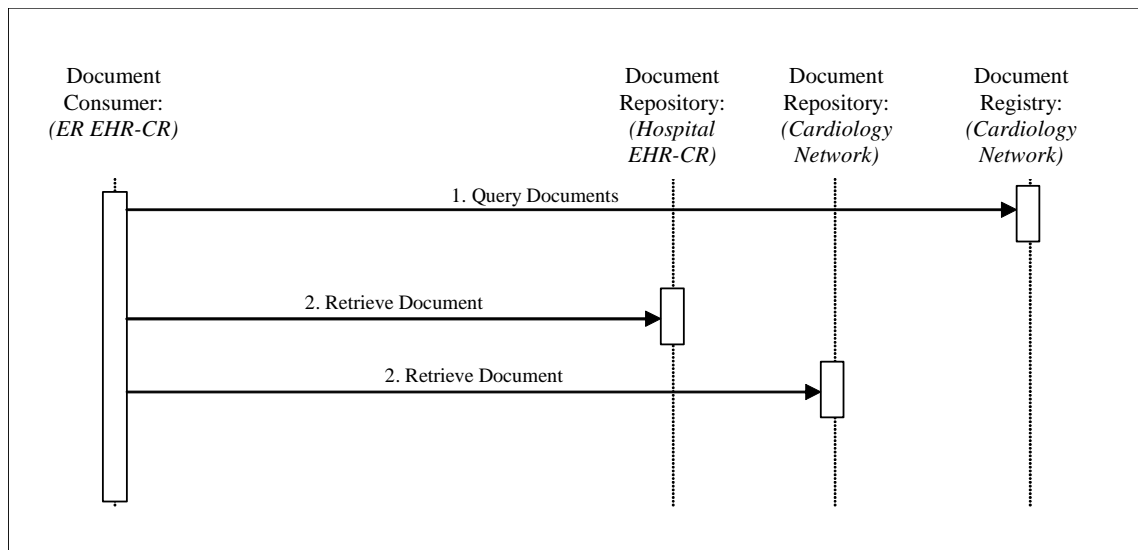 Document
Consumer:
(ER EHR-CR)
Document
Repository:
(Hospital
EHR-CR)
Document
Repository:
(Cardiology
Network)
Document
Registry:
(Cardiology
Network)
1. Query Documents
2. Retrieve Document
2. Retrieve Document